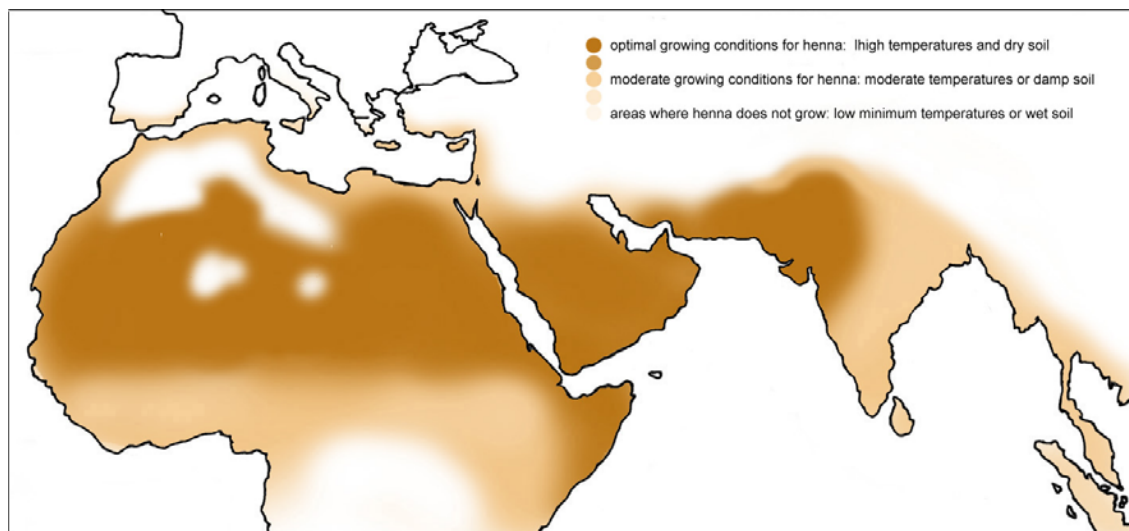 optimal growing conditions for henna: lhigh temperatures and dry soil
moderate growing conditions for henna: moderate temperatures or damp soil
areas where henna does not grow: low minimum temperatures or wet soil